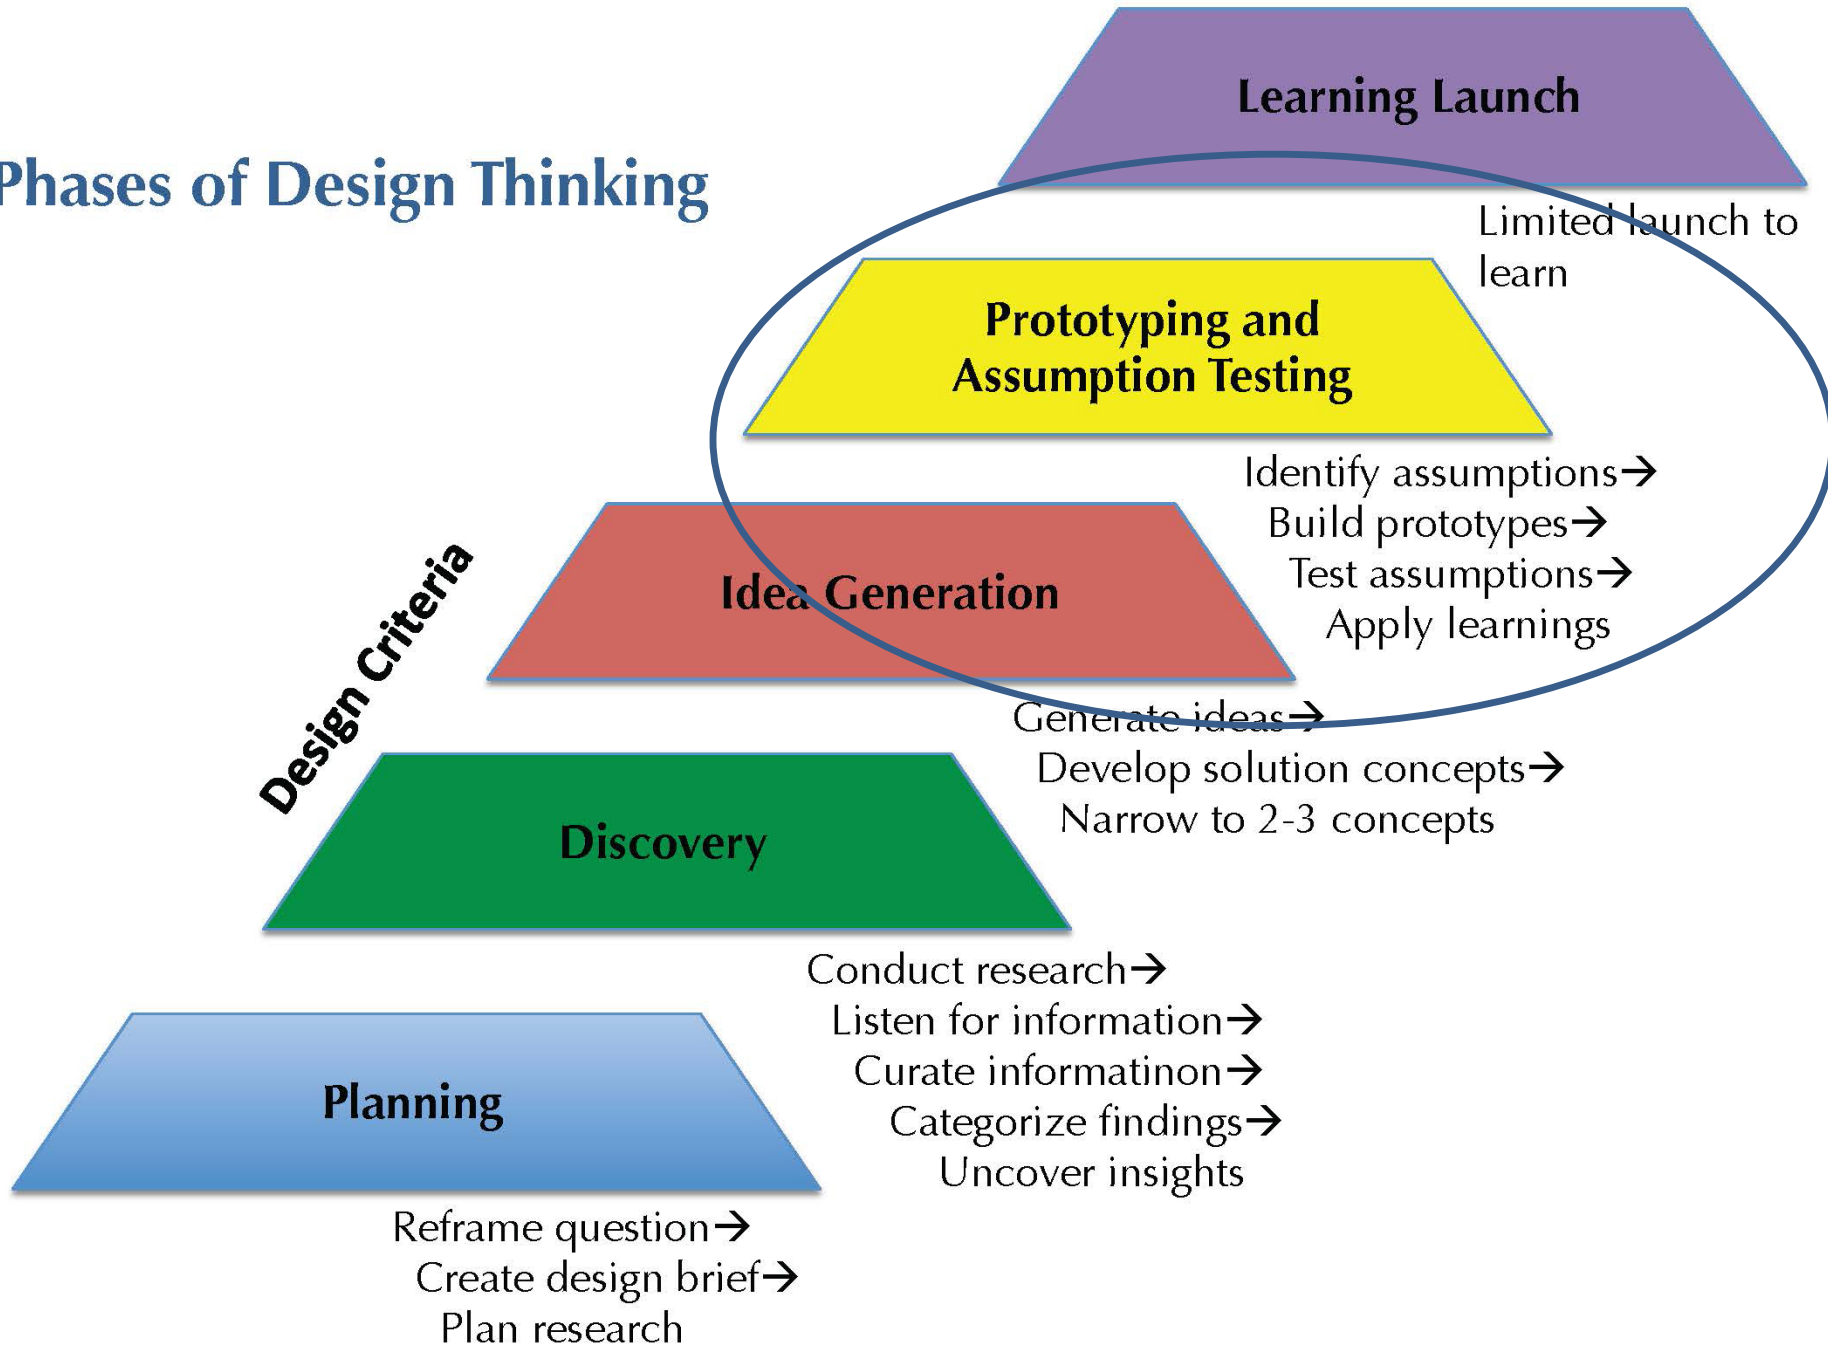 Learning Launch
Phases of Design Thinking
Limited launch to
learn
Prototyping and
Assumption Testing
Identify assumptions→
Build prototypes→
Test assumptions→
Apply learnings
Idea Generation
Design Criteria
Generate ideas→
Develop solution concepts→
Narrow to 2-3 concepts
Discovery
Conduct research→
Listen for information→
Curate informatinon→
Categorize findings→
Uncover insights
Planning
Reframe question→
Create design brief→
Plan research